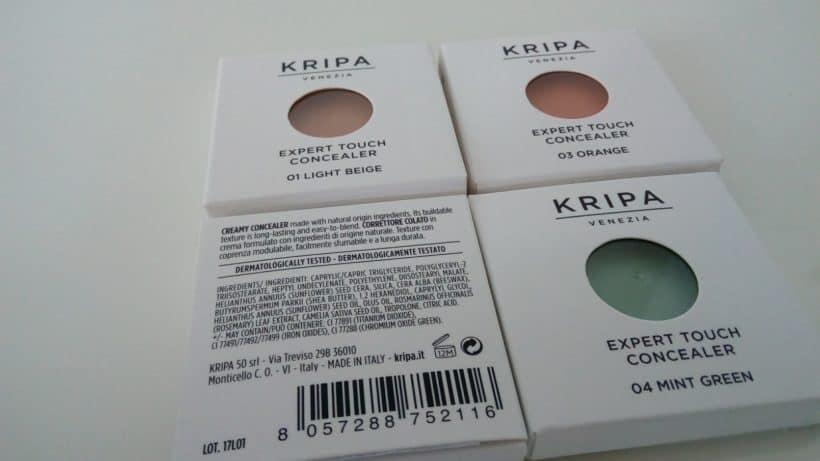 KRIPA
VENEZIA
EXPERT TOUCH
CONCEALER
01 LIGHT BEIGE
KRIPA
VENEZIA
EXPERT TOUCH
CONCEALER
03 ORANGE
CREAMY CONCEALER made with natural origin ingredients. Its buildable
texture is long-lasting and easy-to-blend. CORRETTORE COLATO in
crema formulato con ingredienti di origine naturale. Texture con
coprenza modulabile, facilmente sfumabile e a lunga durata.
DERMATOLOGICALLY TESTED - DERMATOLOGICAMENTE TESTATO
INGREDIENTS/ INGREDIENTI: CAPRYLIC/CAPRIC TRIGLYCERIDE, POLYGLYCERYL-2
TRIISOSTEARATE, HEPTYL UNDECYLENATE, POLYETHYLENE, DIISOSTEARYL MALATE,
HELIANTHUS ANNUUS (SUNFLOWER) SEED CERA, SILICA, CERA ALBA (BEESWAX),
BUTYRUMSPERMUM PARKII (SHEA BUTTER), 1,2 HEXANEDIOL, CAPRYLYL GLYCOL,
HELIANTHUS ANNUUS (SUNFLOWER) SEED OIL, OLUS OIL, ROSMARINUS OFFICINALIS
(ROSEMARY) LEAF EXTRACT, CAMELIA SATIVA SEED OIL, TROPOLONE, CITRIC ACID.
+/- MAY CONTAIN/PUÒ CONTENERE: CI 77891 (TITANIUM DIOXIDE),
CI 77491/77492/77499 (IRON OXIDES), CI 77288 (CHROMIUM OXIDE GREEN).
KRIPA 50 srl - Via Treviso 29B 36010
Monticello C. O. - VI - Italy - MADE IN ITALY - kripa.it
12M
LOT. 17L01
8 057288 752116
KRIPA
VENEZIA
EXPERT TOUCH
CONCEALER
04 MINT GREEN